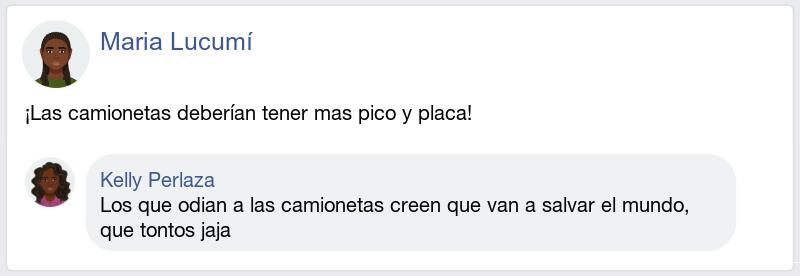 Maria Lucumí
¡Las camionetas deberían tener mas pico y placa!
Kelly Perlaza
Los que odian a las camionetas creen que van a salvar el mundo,
que tontos jaja